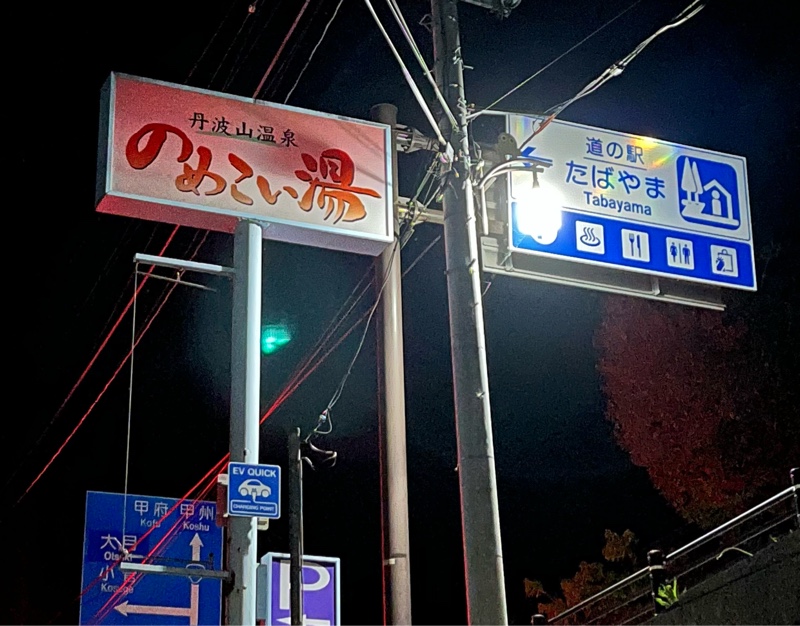 丹波山温泉
のめこい湯
道の駅
たばやま
Tabayama
EV QUICK
CHARGING POINT
甲府 甲州
Kofu Koshu
大月
Otsuki
小菅
Kosuge
P